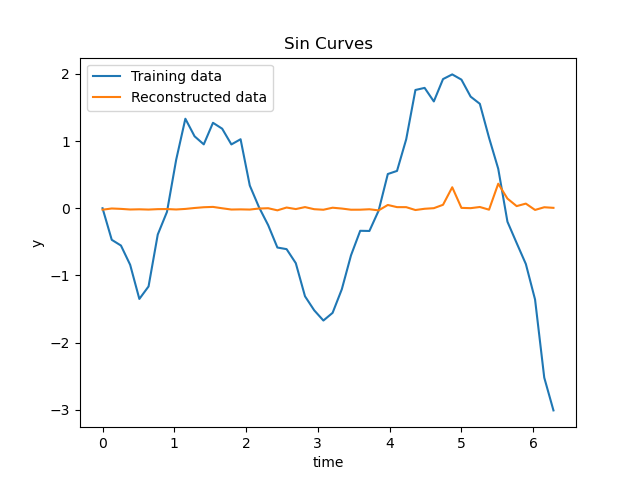 Sin Curves
Training data
Reconstructed data
2
1
0
−1
−2
−3
y
0 1 2 3 4 5 6
time